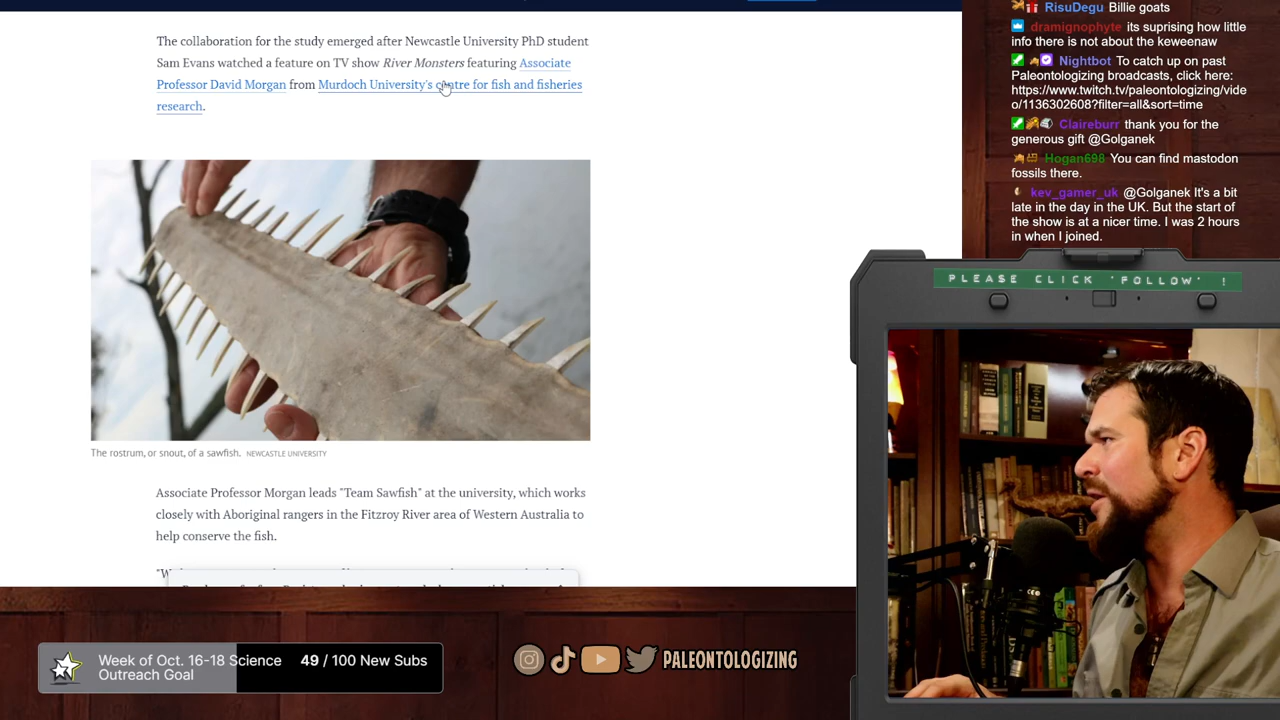 The collaboration for the study emerged after Newcastle University PhD student
Sam Evans watched a feature on TV show River Monsters featuring Associate
Professor David Morgan from Murdoch University's centre for fish and fisheries
research.
The rostrum, or snout, of a sawfish. NEWCASTLE UNIVERSITY
Associate Professor Morgan leads "Team Sawfish" at the university, which works
closely with Aboriginal rangers in the Fitzroy River area of Western Australia to
help conserve the fish.
RisuDegu Billie goats
dramignophyte its suprising how little
info there is not about the keweenaw
Nightbot To catch up on past
Paleontologizing broadcasts, click here:
https://www.twitch.tv/paleontologizing/vide
o/1136302608?filter=all&sort=time
Claireburr thank you for the
generous gift @Golganek
Hogan698 You can find mastodon
fossils there.
kev_gamer_uk @Golganek It's a bit
late in the day in the UK. But the start of
the show is at a nicer time. I was 2 hours
in when I joined.
PLEASE CLICK 'FOLLOW' !
Week of Oct. 16-18 Science
Outreach Goal
49 / 100 New Subs
PALEONTOLOGIZING